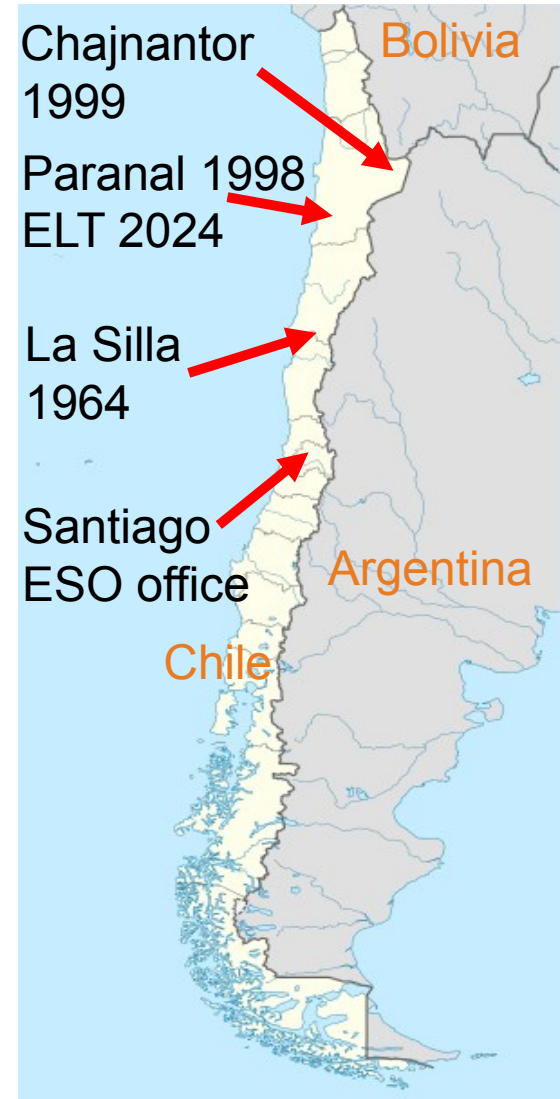 Chajnantor
1999
Bolivia
Paranal 1998
ELT 2024
La Silla
1964
Santiago
ESO office
Argentina
Chile